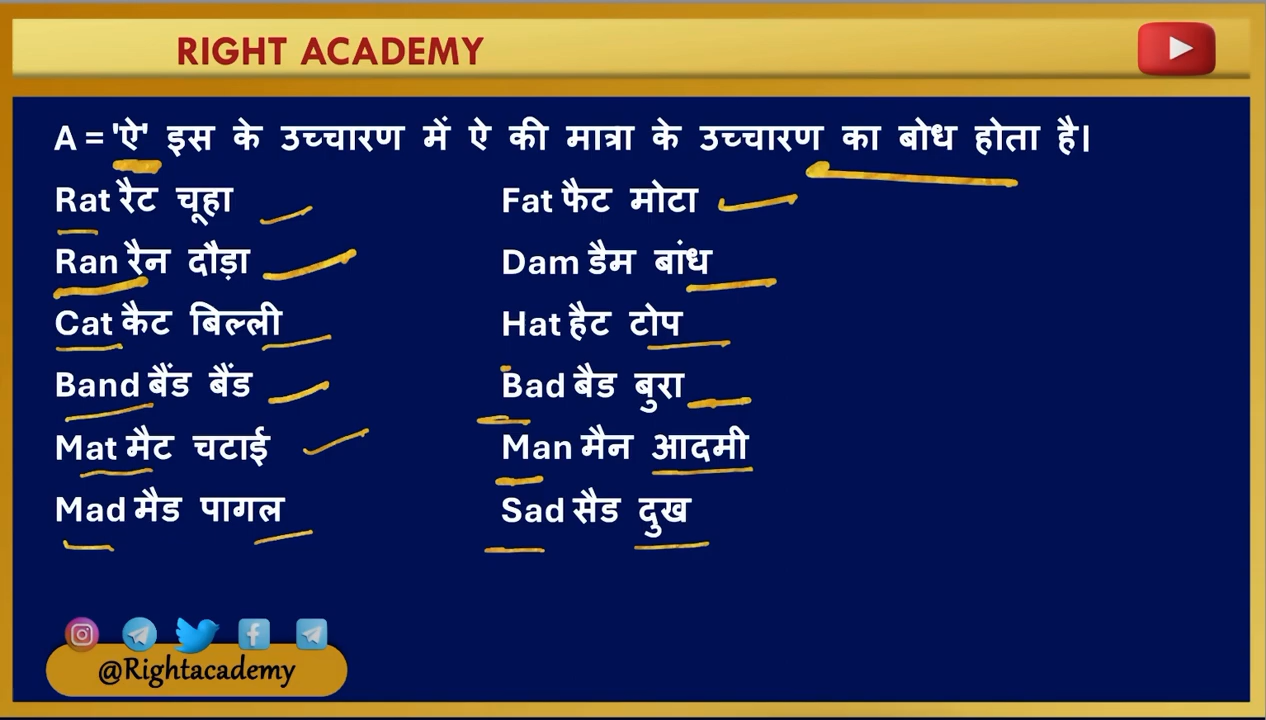 RIGHT ACADEMY
A = 'ऐ' इस के उच्चारण में ऐ की मात्रा के उच्चारण का बोध होता है।
Rat रैट चूहा
Ran रैन दौड़ा
Cat कैट बिल्ली
Band बैंड बैंड
Mat मैट चटाई
Mad मैड पागल
Fat फैट मोटा
Dam डैम बांध
Hat हैट टोप
Bad बैड बुरा
Man मैन आदमी
Sad सैड दुख
@Rightacademy